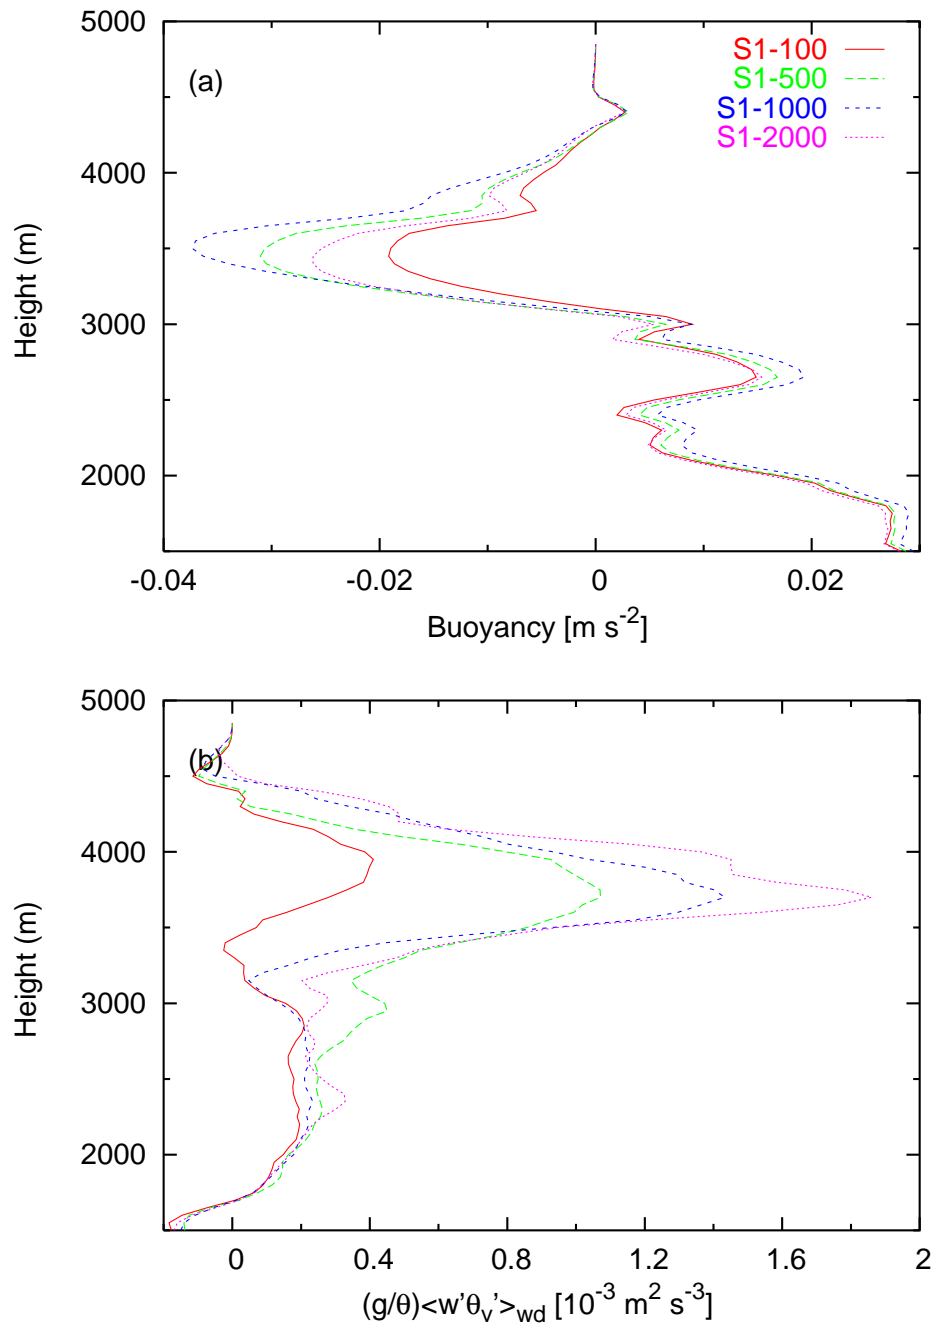 5000
(a)
S1-100
S1-500
S1-1000
S1-2000
4000
Height (m)
3000
2000
-0.04 -0.02 0 0.02
Buoyancy [m s-2]
5000
(b)
4000
Height (m)
3000
2000
0 0.4 0.8 1.2 1.6 2
(g/θ)<w'θv'>wd [10-3 m2 s-3]